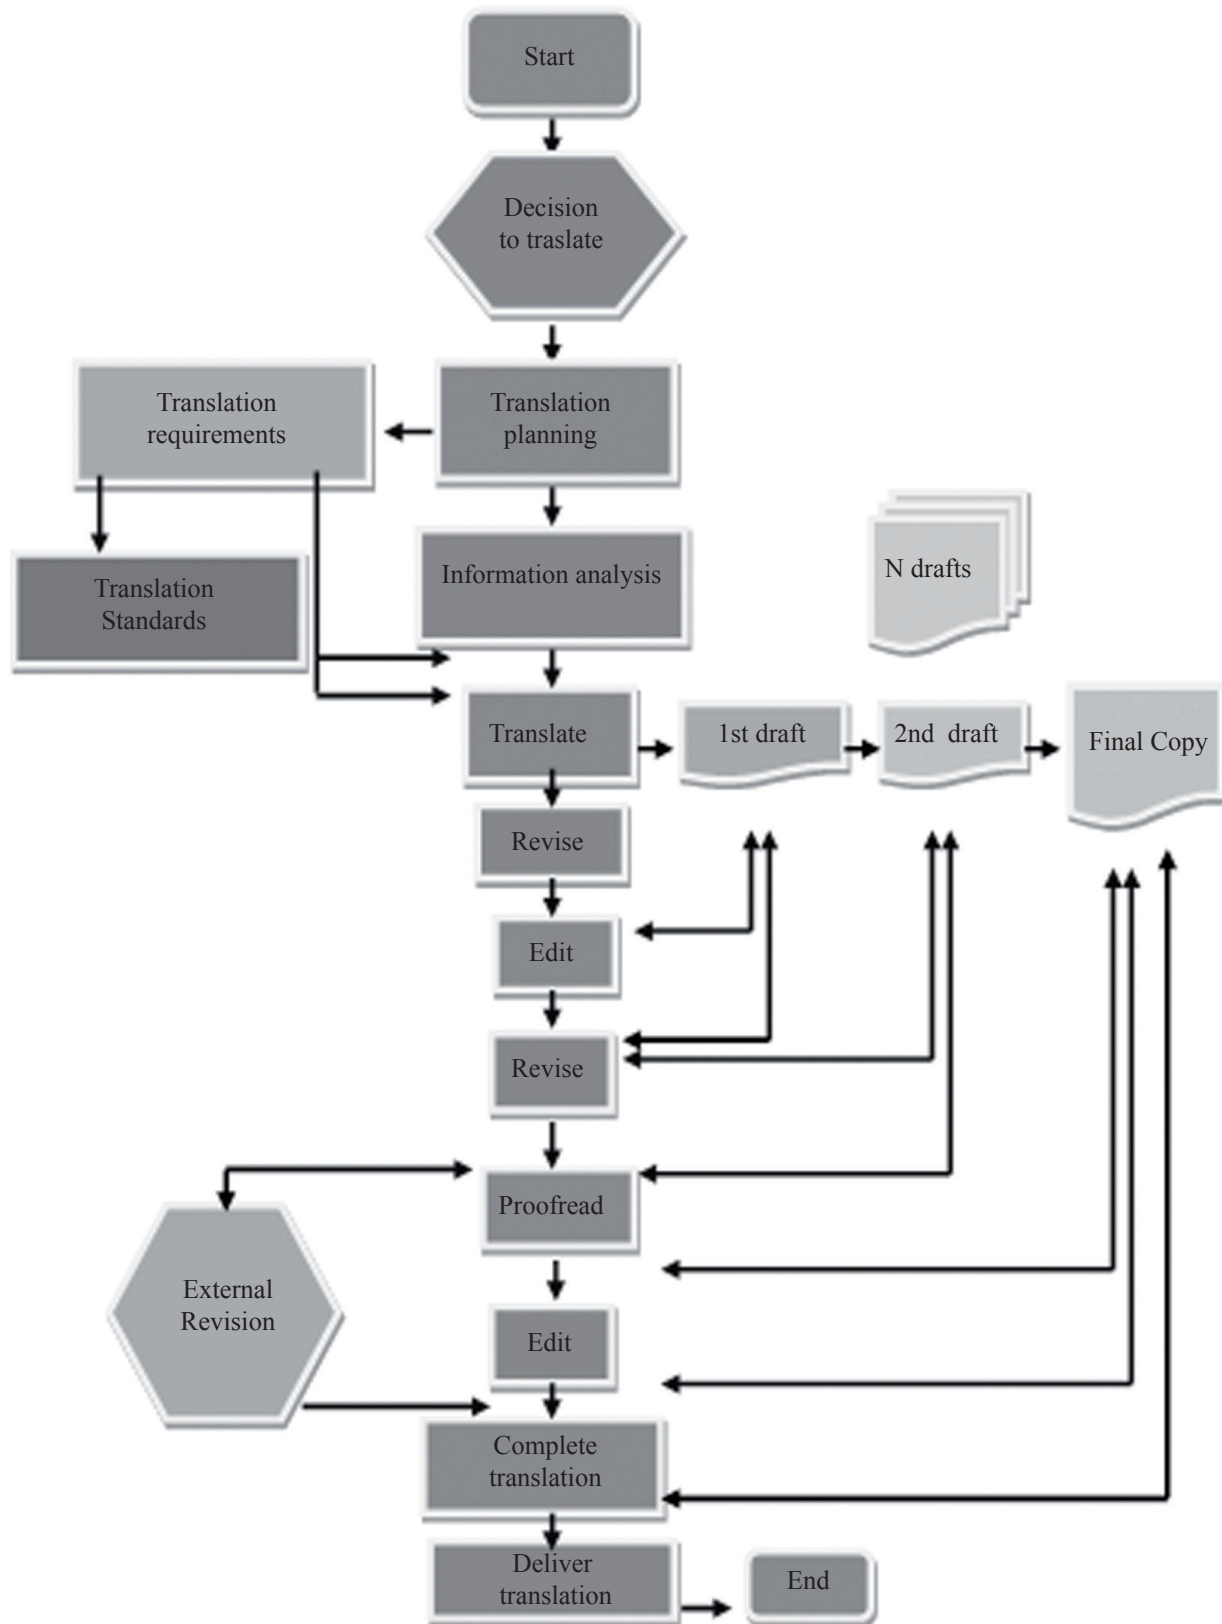 Start
Decision
to traslate
Translation
requirements
Translation
planning
Information analysis
Translation
Standards
N drafts
Translate
1st draft
2nd draft
Final Copy
Revise
Edit
Revise
Proofread
External
Revision
Edit
Complete
translation
Deliver
translation
End